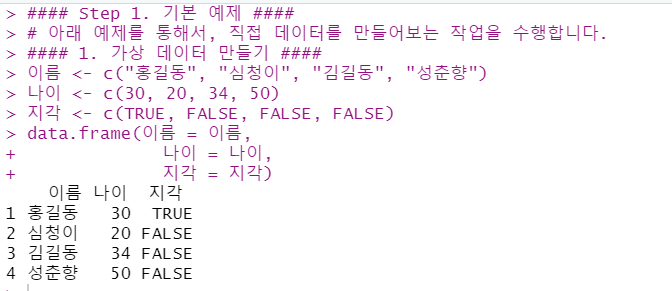 > #### Step 1. 기본 예제 ####
> # 아래 예제를 통해서, 직접 데이터를 만들어보는 작업을 수행합니다.
> #### 1. 가상 데이터 만들기 ####
> 이름 <- c("홍길동", "심청이", "김길동", "성춘향")
> 나이 <- c(30, 20, 34, 50)
> 지각 <- c(TRUE, FALSE, FALSE, FALSE)
> data.frame(이름 = 이름,
+            나이 = 나이,
+            지각 = 지각)
    이름 나이  지각
1 홍길동   30  TRUE
2 심청이   20 FALSE
3 김길동   34 FALSE
4 성춘향   50 FALSE